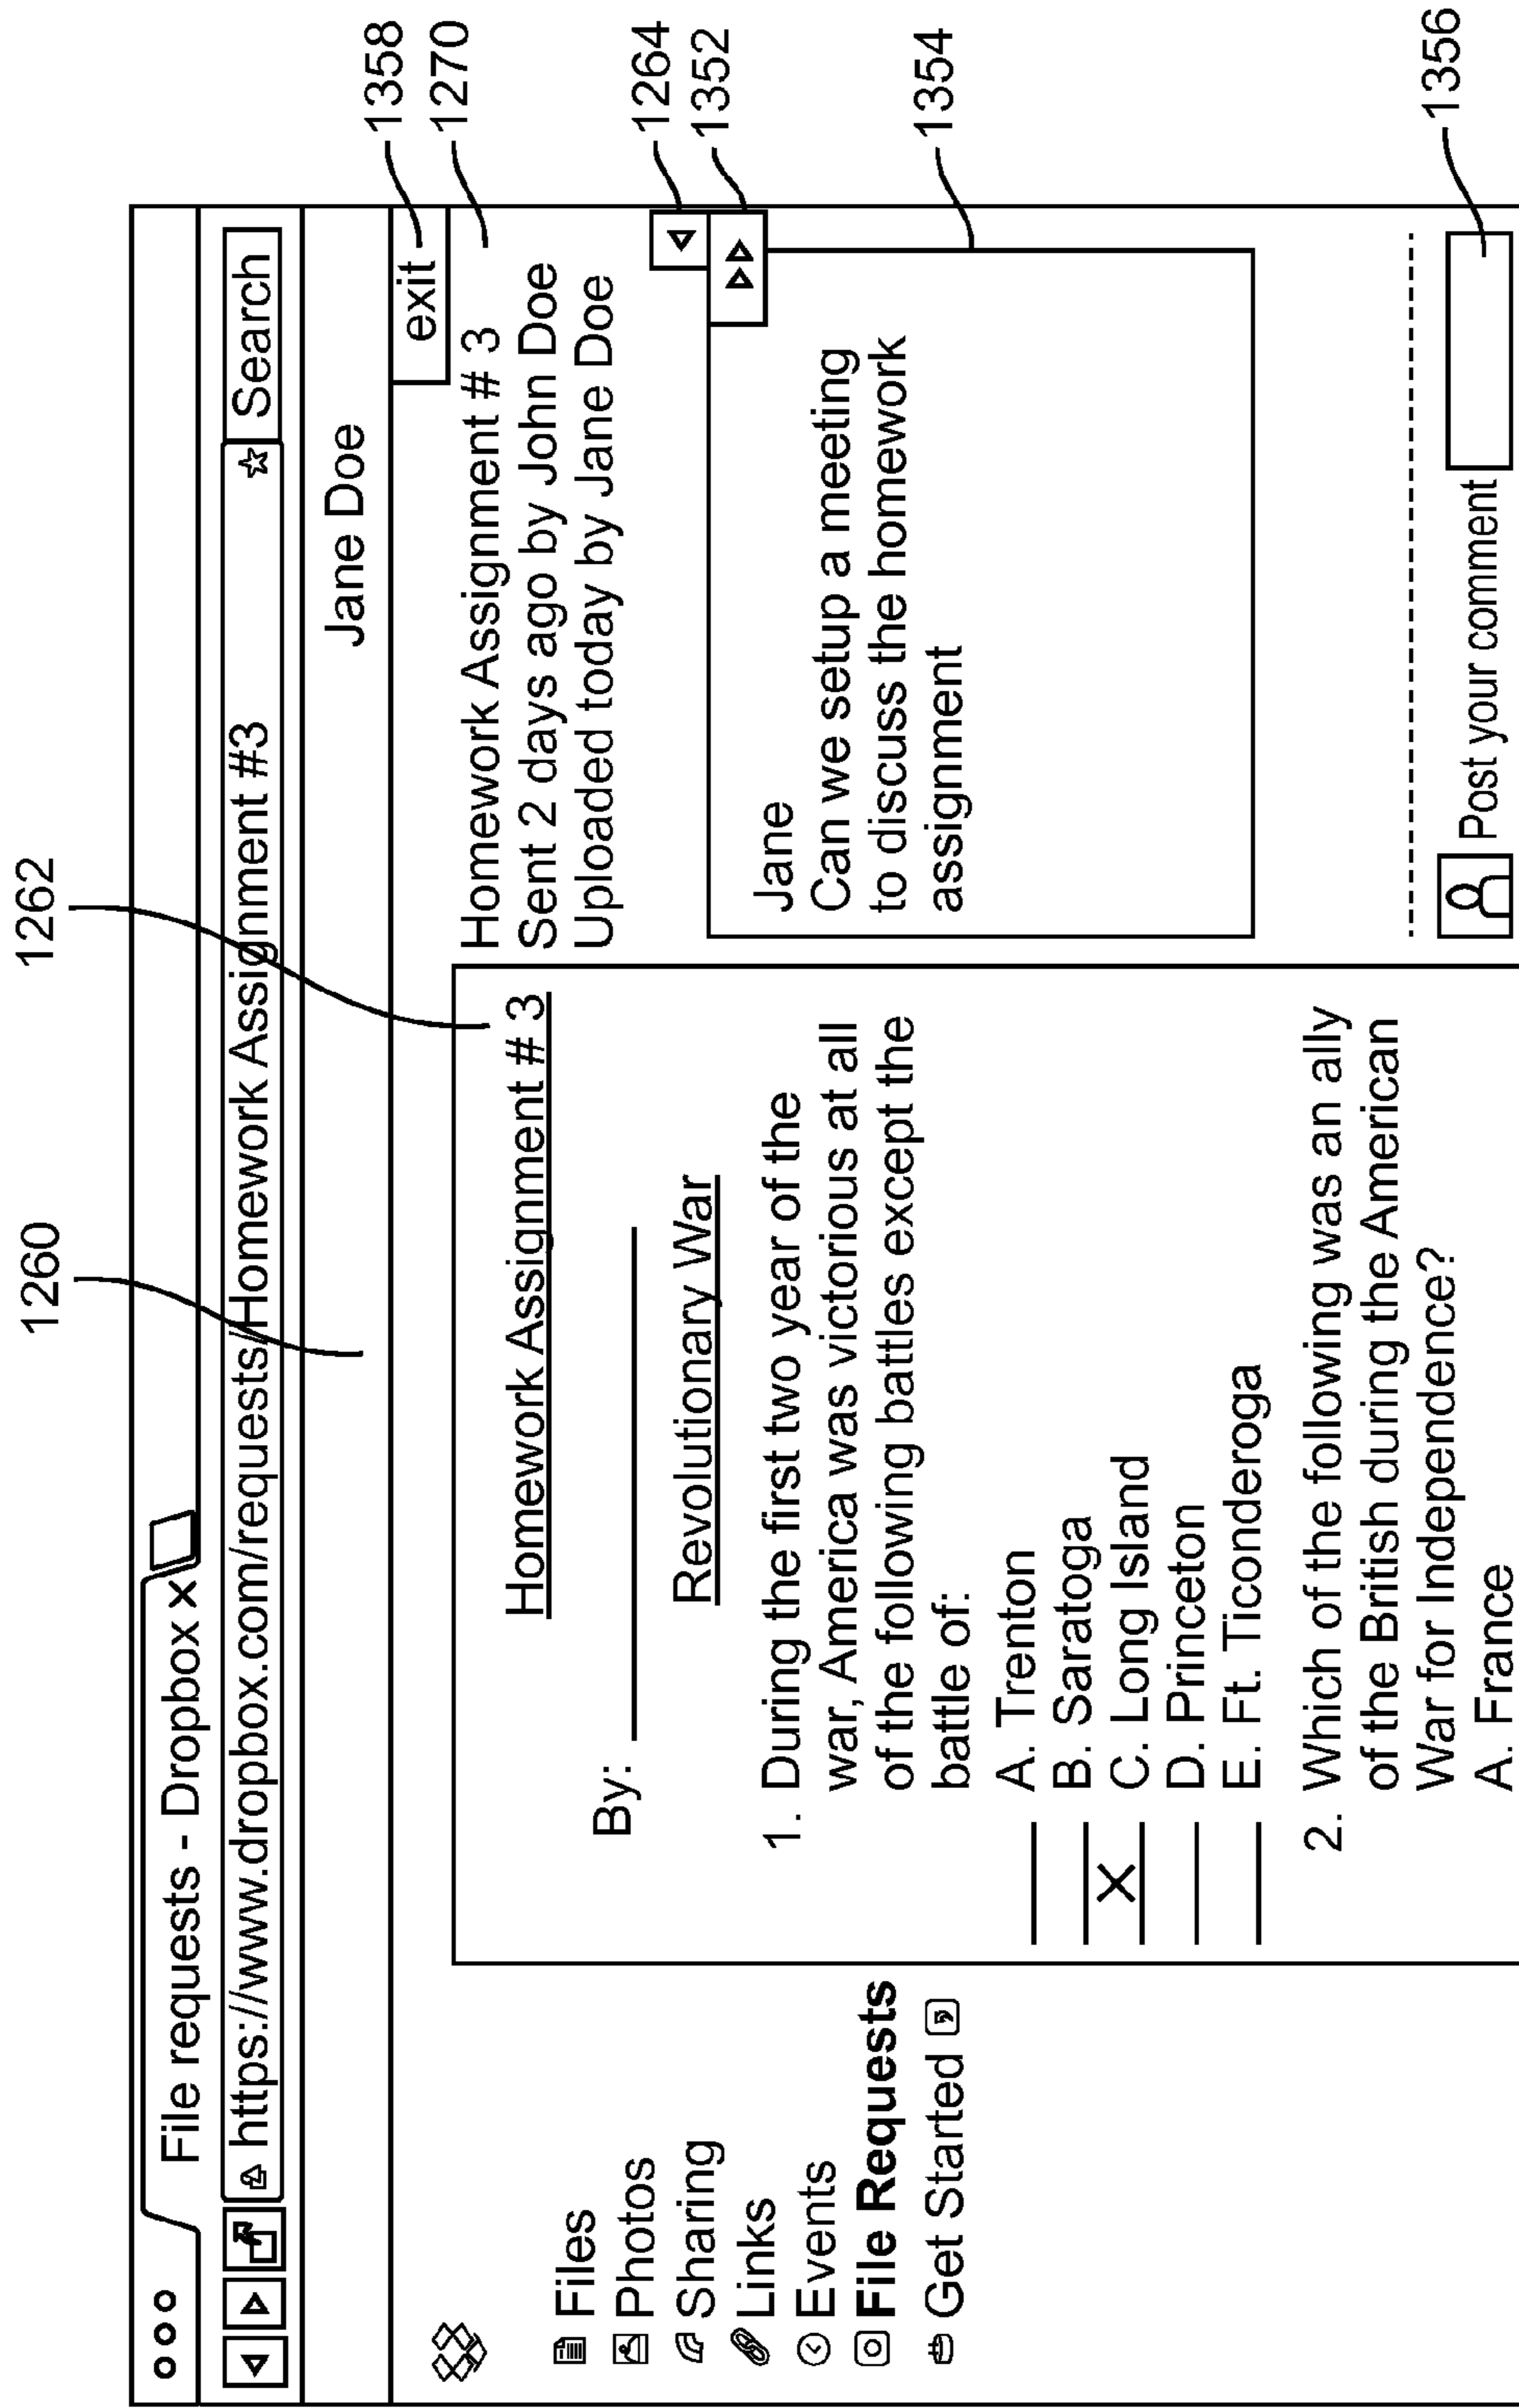 1260
1262
File requests - Dropbox X
https://www.dropbox.com/requests/Homework Assignment #3
Search
Jane Doe
exit
1358
1270
Files
Photos
Sharing
Links
Events
File Requests
Get Started
Homework Assignment # 3
By:
Revolutionary War
1. During the first two year of the
war, America was victorious at all
of the following battles except the
battle of:
A. Trenton
B. Saratoga
X C. Long Island
D. Princeton
E. Ft. Ticonderoga
2. Which of the following was an ally
of the British during the American
War for Independence?
A. France
Homework Assignment # 3
Sent 2 days ago by John Doe
Uploaded today by Jane Doe
1264
1352
Jane
Can we setup a meeting
to discuss the homework
assignment
1354
Post your comment
1356